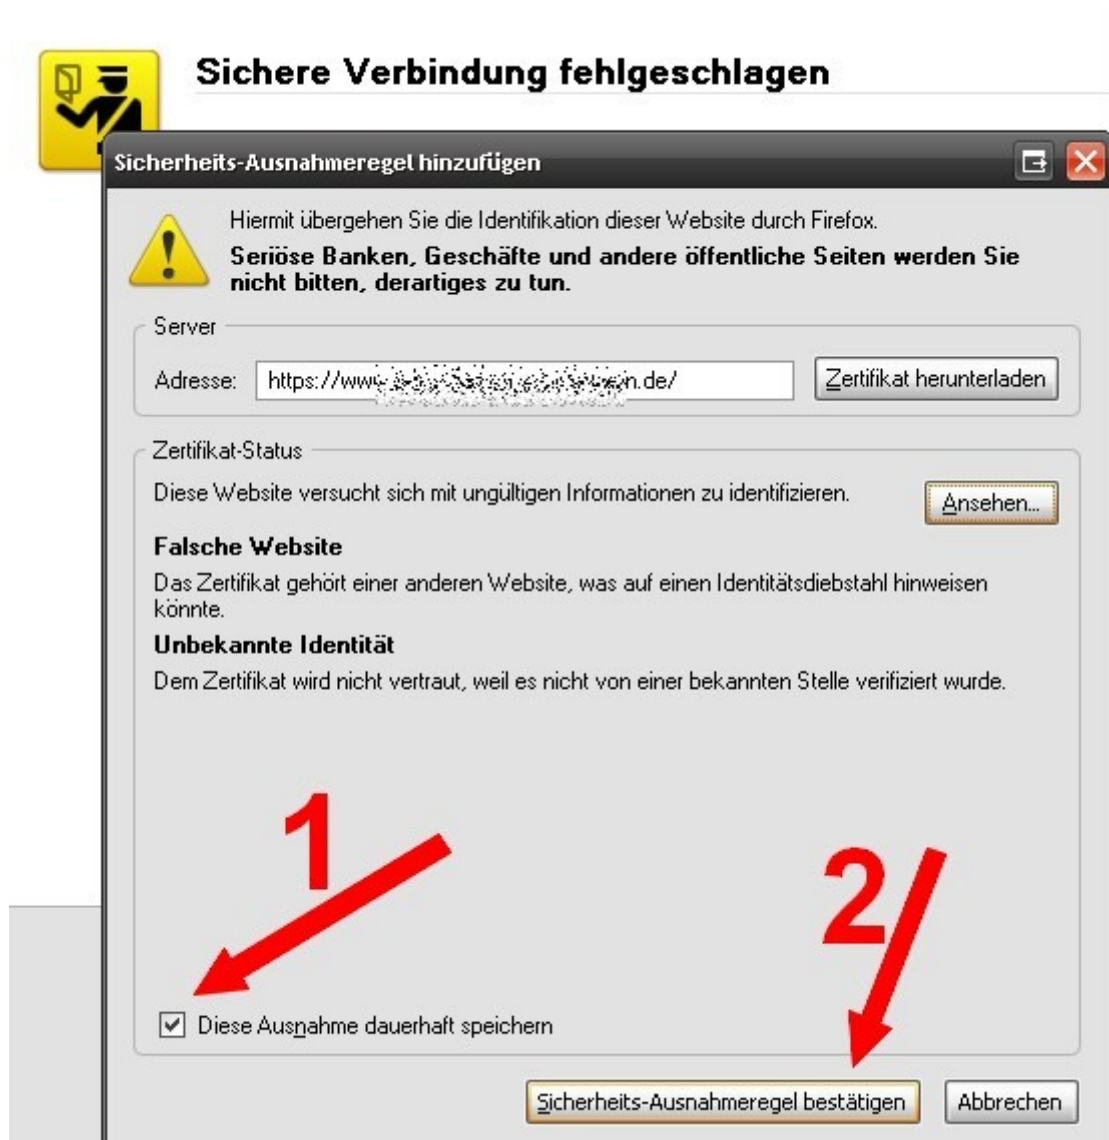 Sichere Verbindung fehlgeschlagen
Sicherheits-Ausnahmeregel hinzufügen
Hiermit übergehen Sie die Identifikation dieser Website durch Firefox.
Seriöse Banken, Geschäfte und andere öffentliche Seiten werden Sie
nicht bitten, derartiges zu tun.
Server
Adresse: https://www. n.de/ Zertifikat herunterladen
Zertifikat-Status
Diese Website versucht sich mit ungültigen Informationen zu identifizieren. Ansehen...
Falsche Website
Das Zertifikat gehört einer anderen Website, was auf einen Identitätsdiebstahl hinweisen
könnte.
Unbekannte Identität
Dem Zertifikat wird nicht vertraut, weil es nicht von einer bekannten Stelle verifiziert wurde.
1
2
Diese Ausnahme dauerhaft speichern
Sicherheits-Ausnahmeregel bestätigen Abbrechen